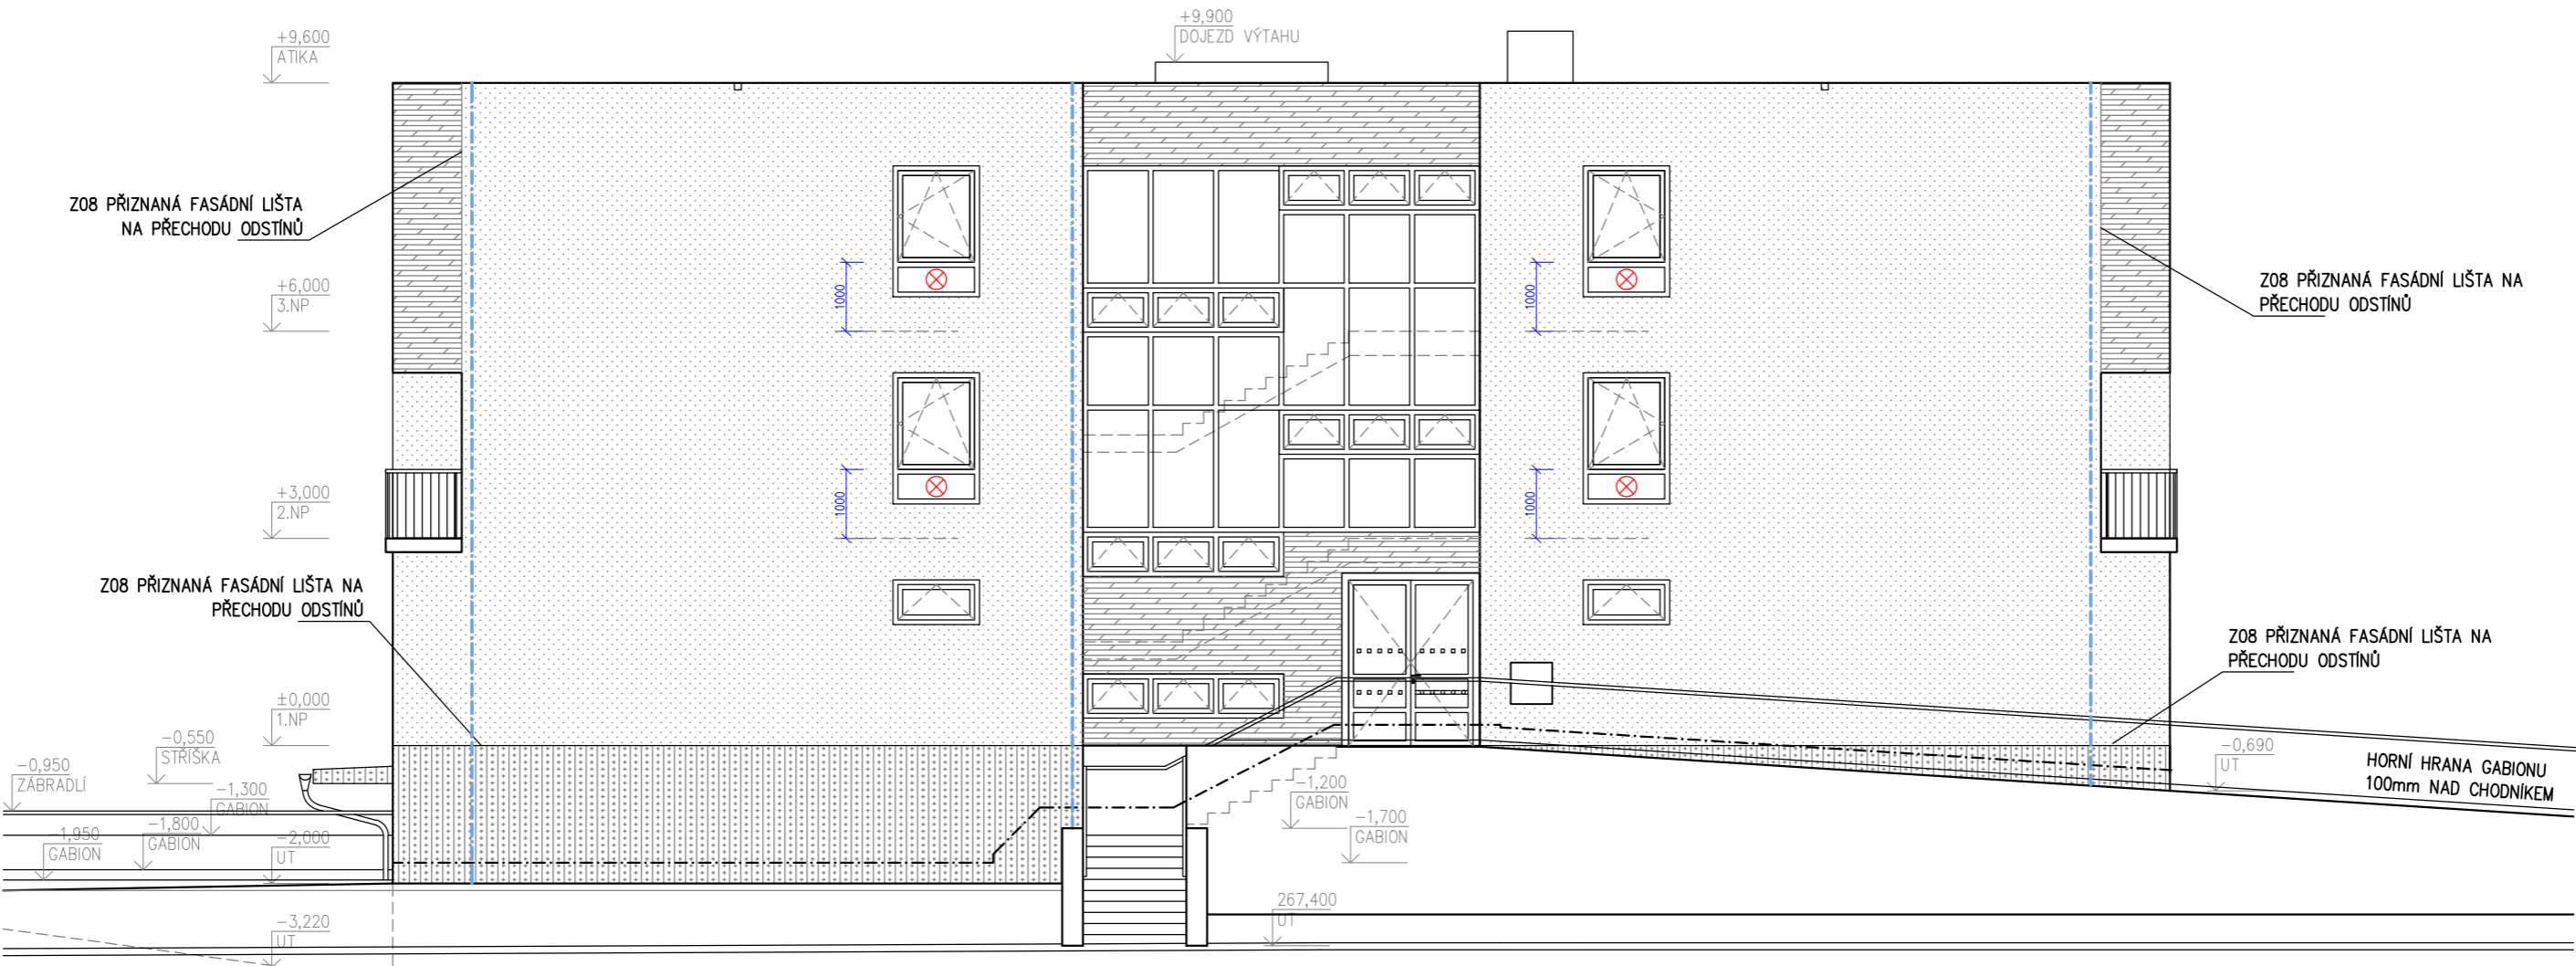 +9,900
DOJEZD VÝTAHU
+9,600
ATIKA
Z08 PŘIZNANÁ FASÁDNÍ LIŠTA
NA PŘECHODU ODSTÍNŮ
+6,000
3.NP
1000
1000
Z08 PŘIZNANÁ FASÁDNÍ LIŠTA NA
PŘECHODU ODSTÍNŮ
+3,000
2.NP
1000
1000
Z08 PŘIZNANÁ FASÁDNÍ LIŠTA NA
PŘECHODU ODSTÍNŮ
Z08 PŘIZNANÁ FASÁDNÍ LIŠTA NA
PŘECHODU ODSTÍNŮ
±0,000
1.NP
-0,550
STŘÍŠKA
-0,950
ZÁBRADLÍ
-1,300
GABION
-1,950
GABION
-1,800
GABION
-2,000
UT
-1,200
GABION
-1,700
GABION
-0,690
UT
HORNÍ HRANA GABIONU
100mm NAD CHODNÍKEM
267,400
UT
-3,220
UT